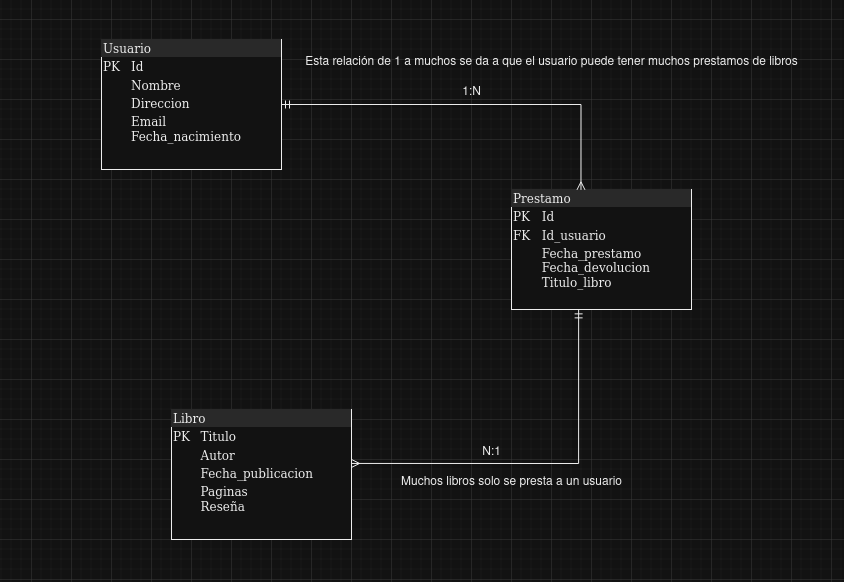 Usuario
PK Id
Nombre
Direccion
Email
Fecha_nacimiento
Esta relación de 1 a muchos se da a que el usuario puede tener muchos prestamos de libros
1:N
Prestamo
PK Id
FK Id_usuario
Fecha_prestamo
Fecha_devolucion
Titulo_libro
Libro
PK Titulo
Autor
Fecha_publicacion
Paginas
Reseña
N:1
Muchos libros solo se presta a un usuario